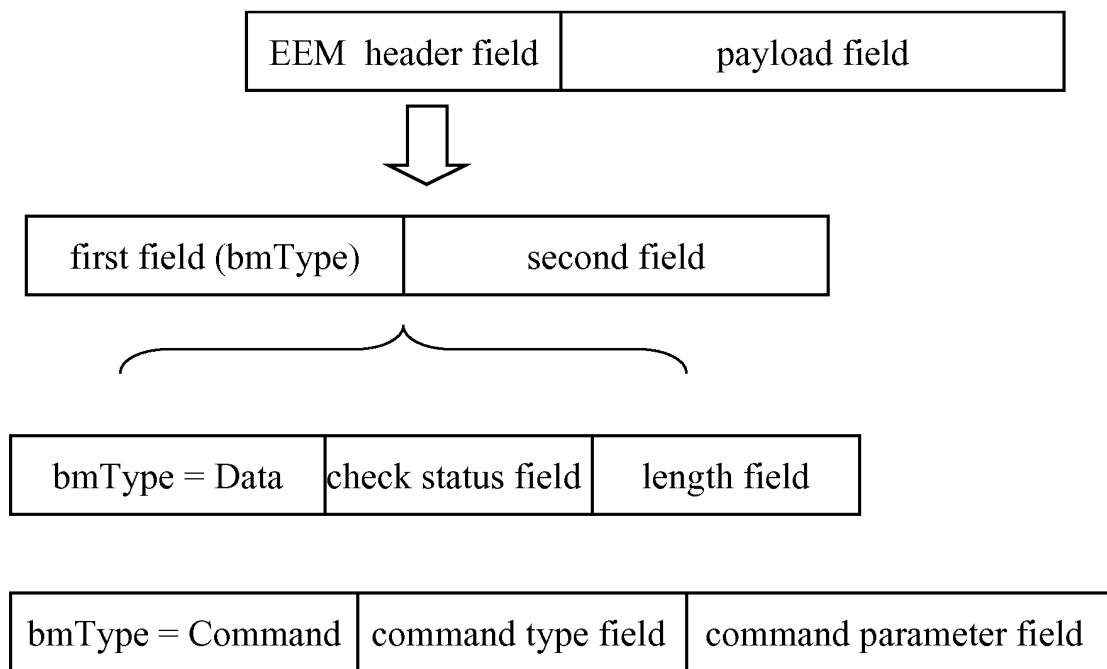 EEM header field payload field
first field (bmType) second field
bmType = Data check status field length field
bmType = Command command type field command parameter field